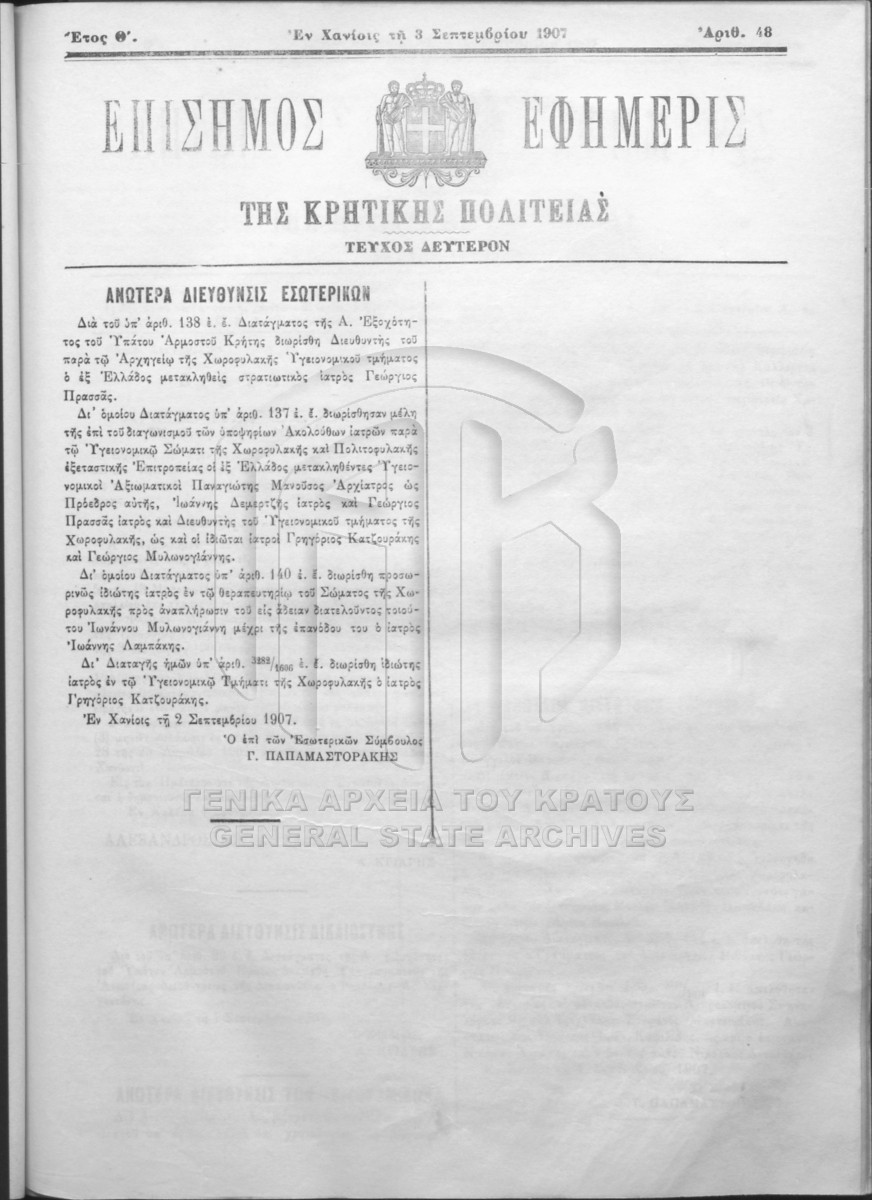 Ἔτος Θ΄. Ἐν Χανίοις τῇ 3 Σεπτεμβρίου 1907 Ἀριθ. 48
ΕΠΙΣΗΜΟΣ ΕΦΗΜΕΡΙΣ
ΤΗΣ ΚΡΗΤΙΚΗΣ ΠΟΛΙΤΕΙΑΣ
ΤΕΥΧΟΣ ΔΕΥΤΕΡΟΝ
ΑΝΩΤΕΡΑ ΔΙΕΥΘΥΝΣΙΣ ΕΣΩΤΕΡΙΚΩΝ
Διὰ τοῦ ὑπ' ἀριθ. 138 ἐ. ἔ. Διατάγματος τῆς Α. Ἐξοχότη-
τος τοῦ Ὑπάτου Ἁρμοστοῦ Κρήτης διωρίσθη Διευθυντὴς τοῦ
παρὰ τῷ Ἀρχηγείῳ τῆς Χωροφυλακῆς Ὑγειονομικοῦ τμήματος
ὁ ἐξ Ἑλλάδος μετακληθεὶς στρατιωτικὸς ἰατρὸς Γεώργιος
Πρασσᾶς.
Δι' ὁμοίου Διατάγματος ὑπ' ἀριθ. 137 ἐ. ἔ. διωρίσθησαν μέλη
τῆς ἐπὶ τοῦ διαγωνισμοῦ τῶν ὑποψηφίων Ἀκολούθων ἰατρῶν παρὰ
τῷ Ὑγειονομικῷ Σώματι τῆς Χωροφυλακῆς καὶ Πολιτοφυλακῆς
ἐξεταστικῆς Ἐπιτροπείας οἱ ἐξ Ἑλλάδος μετακληθέντες Ὑγειο-
νομικοὶ Ἀξιωματικοὶ Παναγιώτης Μανοῦσος Ἀρχίατρος ὡς
Πρόεδρος αὐτῆς, Ἰωάννης Δεμερτζῆς ἰατρὸς καὶ Γεώργιος
Πρασσᾶς ἰατρὸς καὶ Διευθυντὴς τοῦ Ὑγειονομικοῦ τμήματος τῆς
Χωροφυλακῆς, ὡς καὶ οἱ ἰδιῶται ἰατροὶ Γρηγόριος Κατζουράκης
καὶ Γεώργιος Μυλωνογιάννης.
Δι' ὁμοίου Διατάγματος ὑπ' ἀριθ. 140 ἐ. ἔ. διωρίσθη προσω-
ρινῶς ἰδιώτης ἰατρὸς ἐν τῷ θεραπευτηρίῳ τοῦ Σώματος τῆς Χω-
ροφυλακῆς πρὸς ἀναπλήρωσιν τοῦ εἰς ἄδειαν διατελοῦντος τοιού-
του Ἰωάννου Μυλωνογιάννη μέχρι τῆς ἐπανόδου του ὁ ἰατρὸς
Ἰωάννης Λαμπάκης.
Δι' Διαταγῆς ἡμῶν ὑπ' ἀριθ. 3282/1606 ἐ. ἔ. διωρίσθη ἰδιώτης
ἰατρὸς ἐν τῷ Ὑγειονομικῷ Τμήματι τῆς Χωροφυλακῆς ὁ ἰατρὸς
Γρηγόριος Κατζουράκης.
Ἐν Χανίοις τῇ 2 Σεπτεμβρίου 1907.
Ὁ ἐπὶ τῶν Ἐσωτερικῶν Σύμβουλος
Γ. ΠΑΠΑΜΑΣΤΟΡΑΚΗΣ
ΓΕΝΙΚΑ ΑΡΧΕΙΑ ΤΟΥ ΚΡΑΤΟΥΣ
GENERAL STATE ARCHIVES